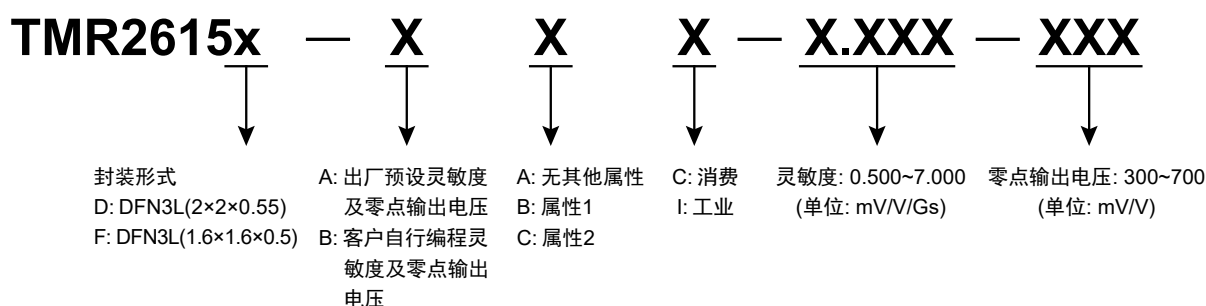 TMR2615x — X X X — X.XXX — XXX
封装形式
D: DFN3L(2×2×0.55)
F: DFN3L(1.6×1.6×0.5)
A: 出厂预设灵敏度
及零点输出电压
B: 客户自行编程灵
敏度及零点输出
电压
A: 无其他属性
B: 属性1
C: 属性2
C: 消费
I: 工业
灵敏度: 0.500~7.000
(单位: mV/V/Gs)
零点输出电压: 300~700
(单位: mV/V)